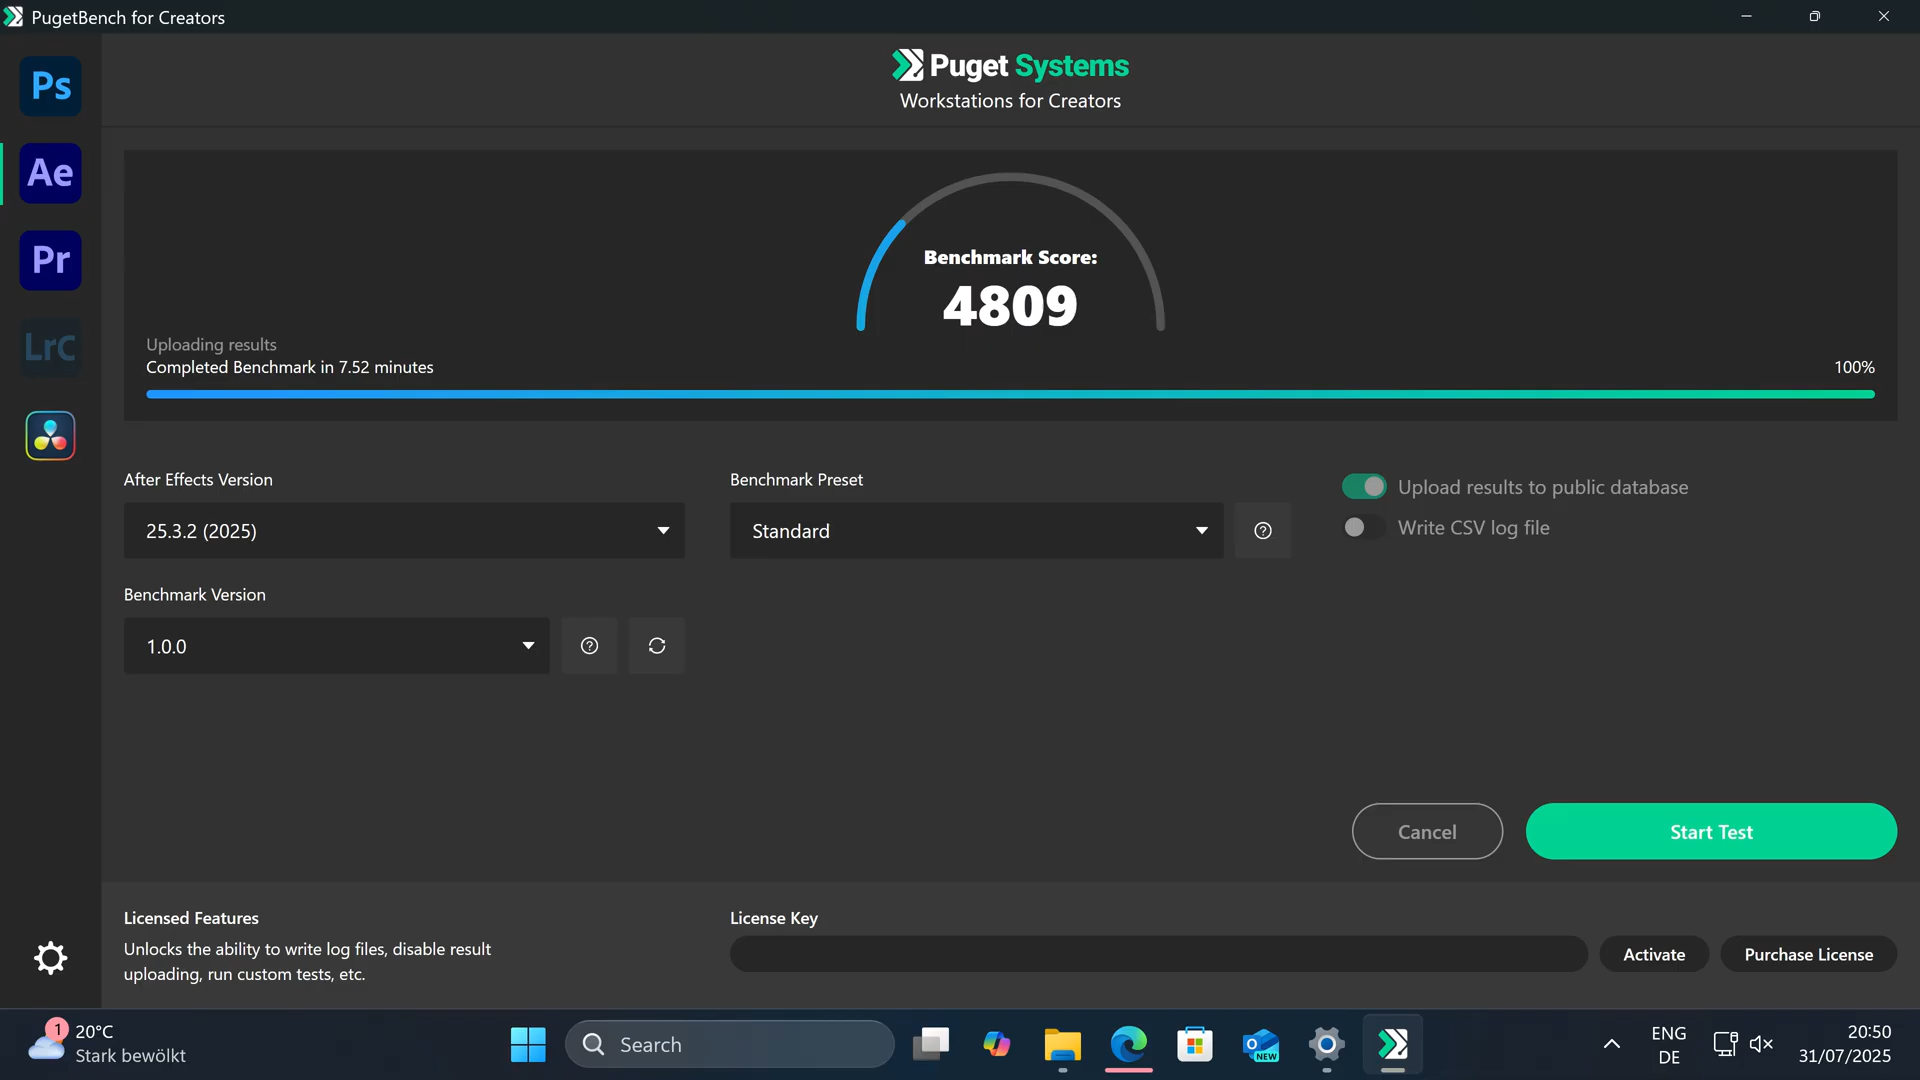 PugetBench for Creators
Puget Systems
Workstations for Creators
Ps
Ae
Pr
LrC
Benchmark Score:
4809
Uploading results
Completed Benchmark in 7.52 minutes
100%
After Effects Version
Benchmark Preset
Upload results to public database
25.3.2 (2025)
Standard
Write CSV log file
Benchmark Version
1.0.0
Cancel
Start Test
Licensed Features
License Key
Unlocks the ability to write log files, disable result
uploading, run custom tests, etc.
Activate
Purchase License
1
20°C
Stark bewölkt
Search
O
NEW
ENG
DE
20:50
31/07/2025